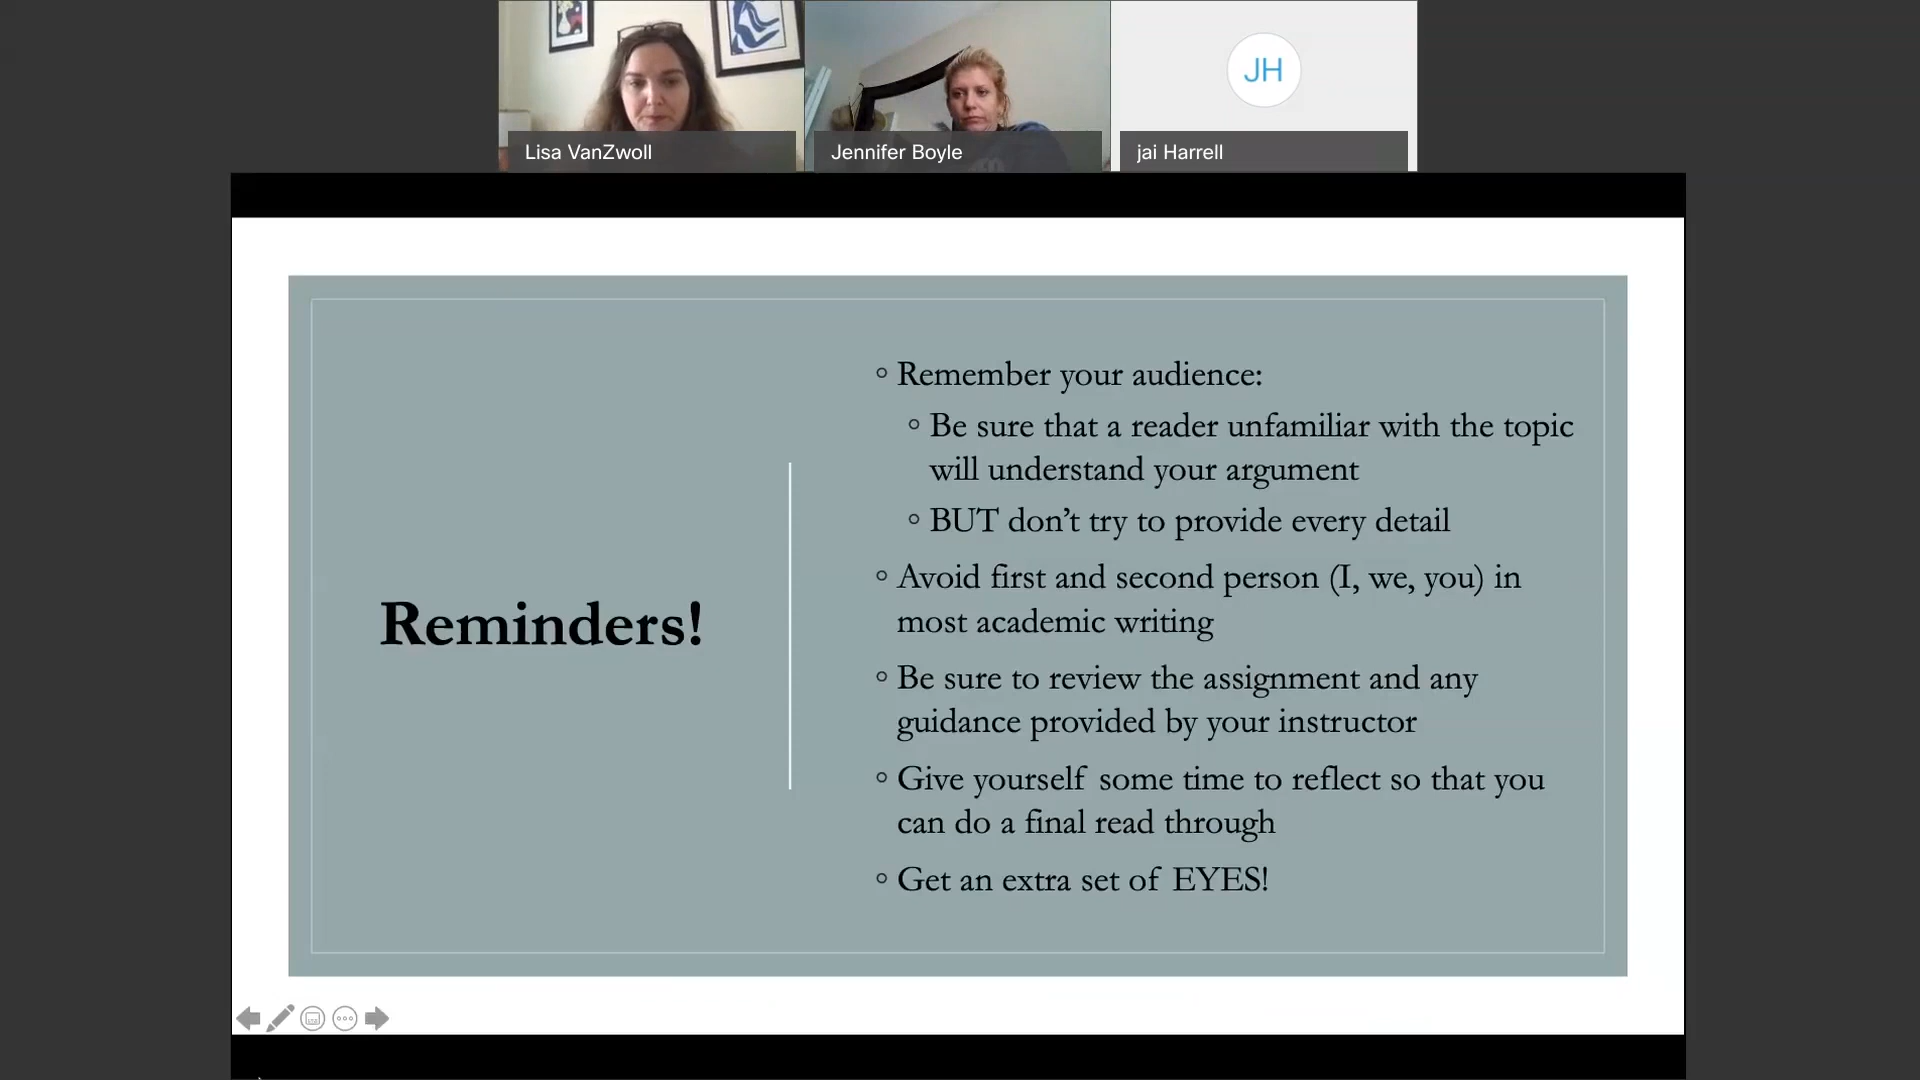 JH
Lisa VanZwoll
Jennifer Boyle
jai Harrell
Reminders!
Remember your audience:
Be sure that a reader unfamiliar with the topic
will understand your argument
BUT don’t try to provide every detail
Avoid first and second person (I, we, you) in
most academic writing
Be sure to review the assignment and any
guidance provided by your instructor
Give yourself some time to reflect so that you
can do a final read through
Get an extra set of EYES!